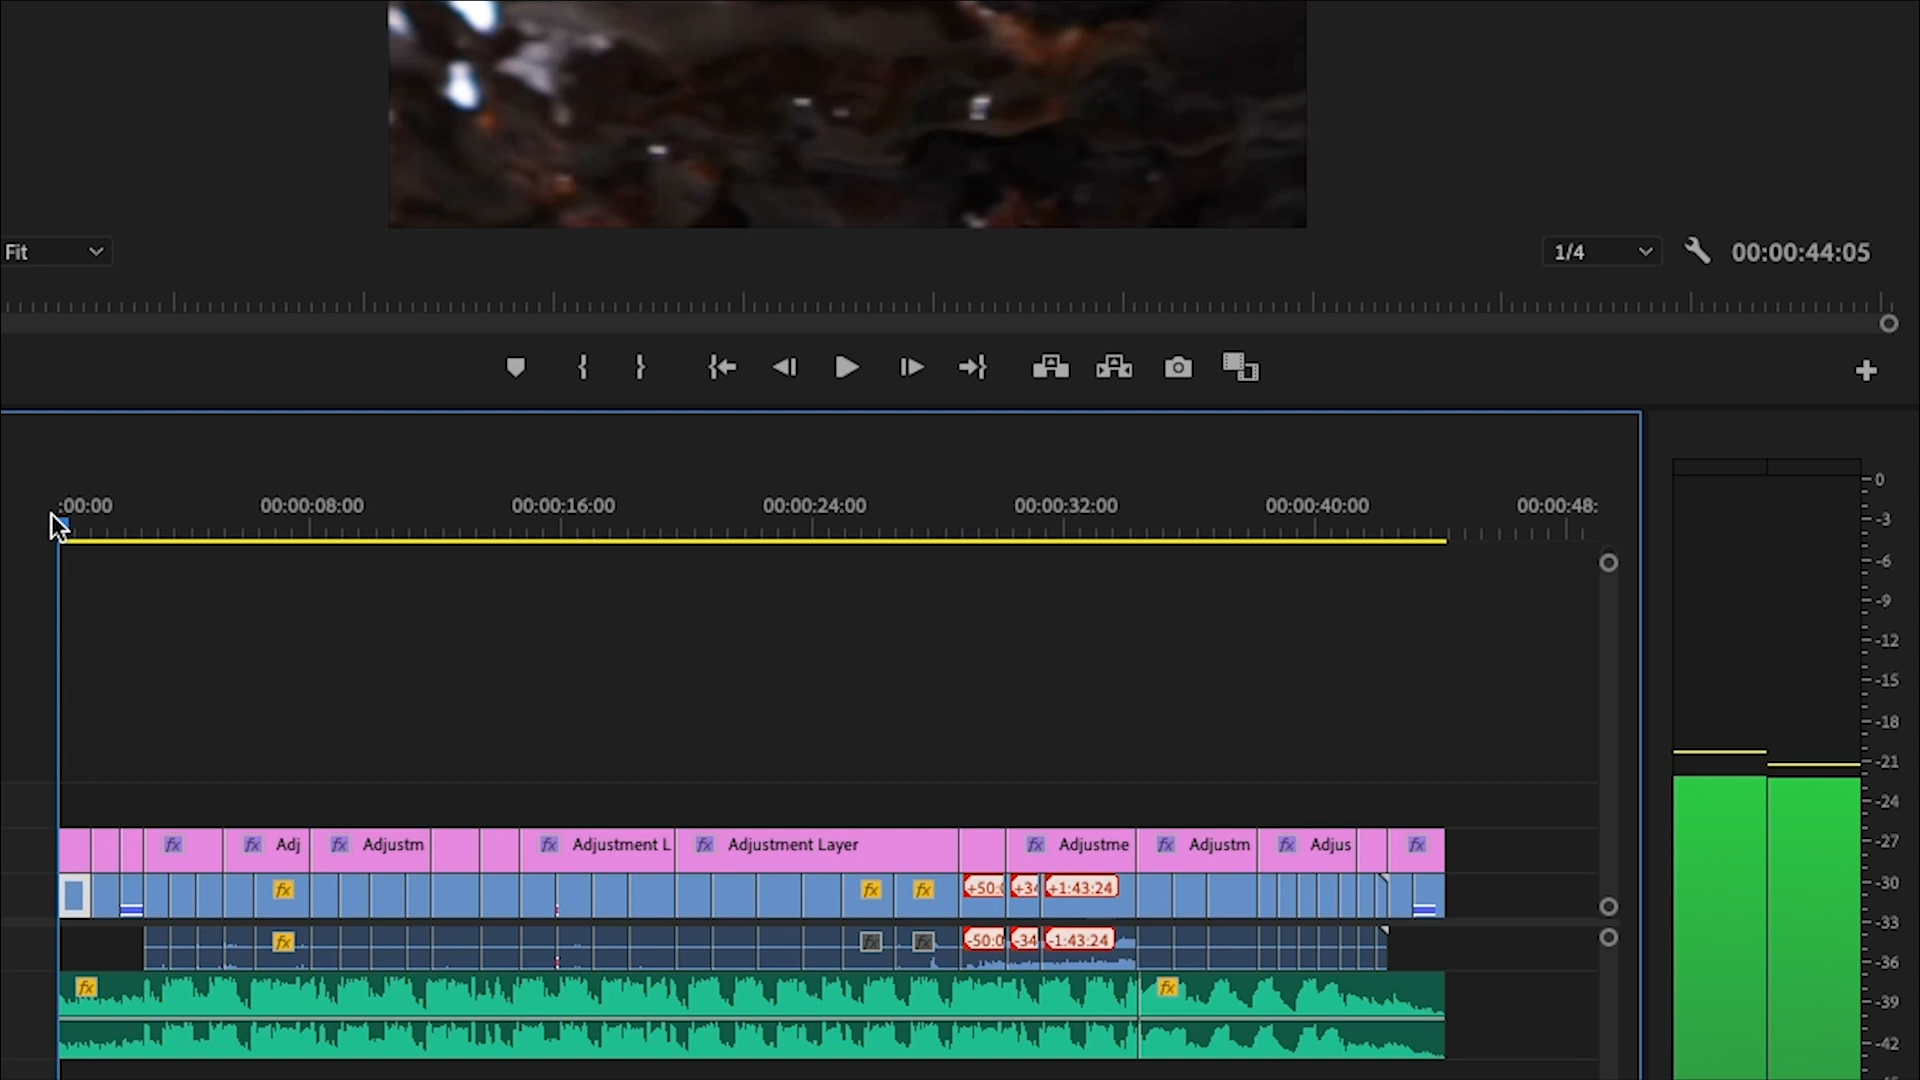 Fit
1/4
00:00:44:05
:00:00 00:00:08:00 00:00:16:00 00:00:24:00 00:00:32:00 00:00:40:00 00:00:48:
0
-3
-6
-9
-12
-15
-18
-21
-24
-27
-30
-33
-36
-39
-42
fx fx Adj fx Adjustm fx Adjustment L fx Adjustment Layer fx Adjustme fx Adjustm fx Adjus fx
fx fx fx +50:0 +34 +1:43:24
fx fx fx -50:0 -34 -1:43:24
fx fx